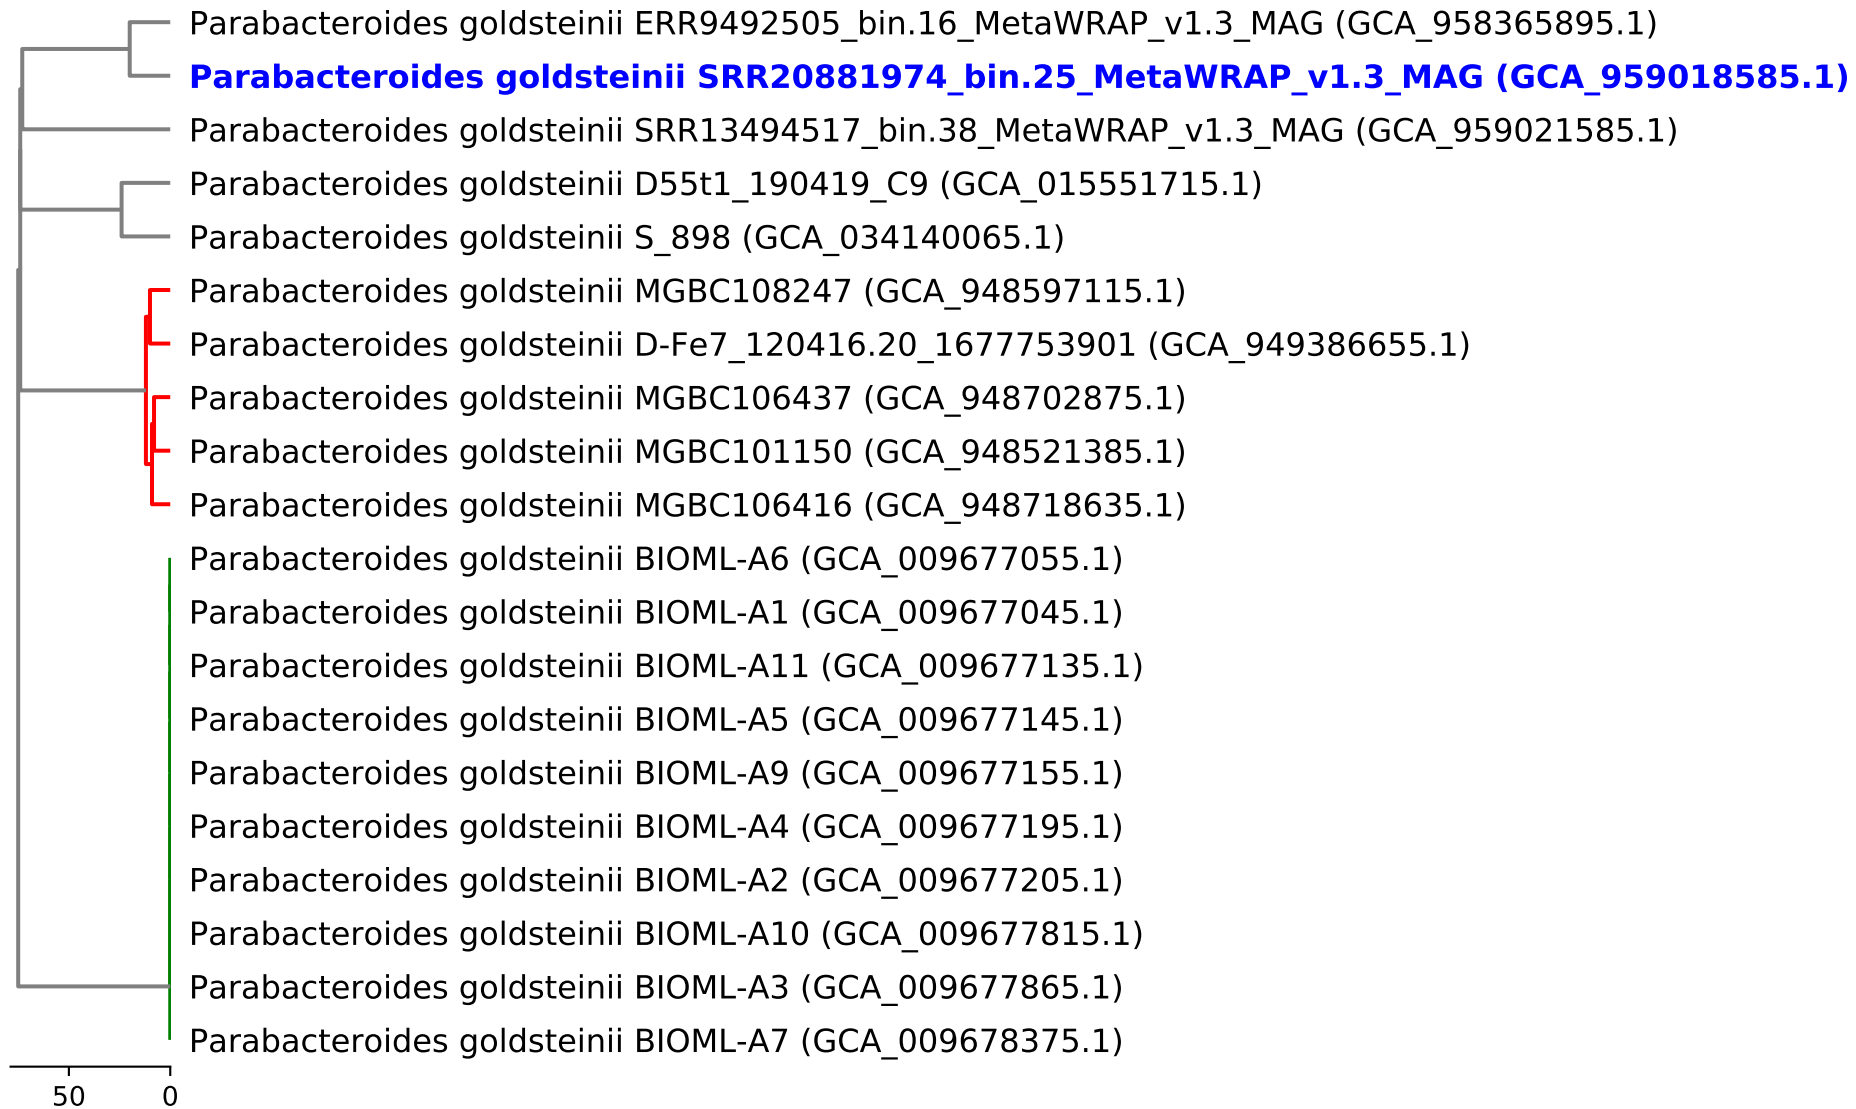 Parabacteroides goldsteinii ERR9492505_bin.16_MetaWRAP_v1.3_MAG (GCA_958365895.1)
Parabacteroides goldsteinii SRR20881974_bin.25_MetaWRAP_v1.3_MAG (GCA_959018585.1)
Parabacteroides goldsteinii SRR13494517_bin.38_MetaWRAP_v1.3_MAG (GCA_959021585.1)
Parabacteroides goldsteinii D55t1_190419_C9 (GCA_015551715.1)
Parabacteroides goldsteinii S_898 (GCA_034140065.1)
Parabacteroides goldsteinii MGBC108247 (GCA_948597115.1)
Parabacteroides goldsteinii D-Fe7_120416.20_1677753901 (GCA_949386655.1)
Parabacteroides goldsteinii MGBC106437 (GCA_948702875.1)
Parabacteroides goldsteinii MGBC101150 (GCA_948521385.1)
Parabacteroides goldsteinii MGBC106416 (GCA_948718635.1)
Parabacteroides goldsteinii BIOML-A6 (GCA_009677055.1)
Parabacteroides goldsteinii BIOML-A1 (GCA_009677045.1)
Parabacteroides goldsteinii BIOML-A11 (GCA_009677135.1)
Parabacteroides goldsteinii BIOML-A5 (GCA_009677145.1)
Parabacteroides goldsteinii BIOML-A9 (GCA_009677155.1)
Parabacteroides goldsteinii BIOML-A4 (GCA_009677195.1)
Parabacteroides goldsteinii BIOML-A2 (GCA_009677205.1)
Parabacteroides goldsteinii BIOML-A10 (GCA_009677815.1)
Parabacteroides goldsteinii BIOML-A3 (GCA_009677865.1)
Parabacteroides goldsteinii BIOML-A7 (GCA_009678375.1)
50 0